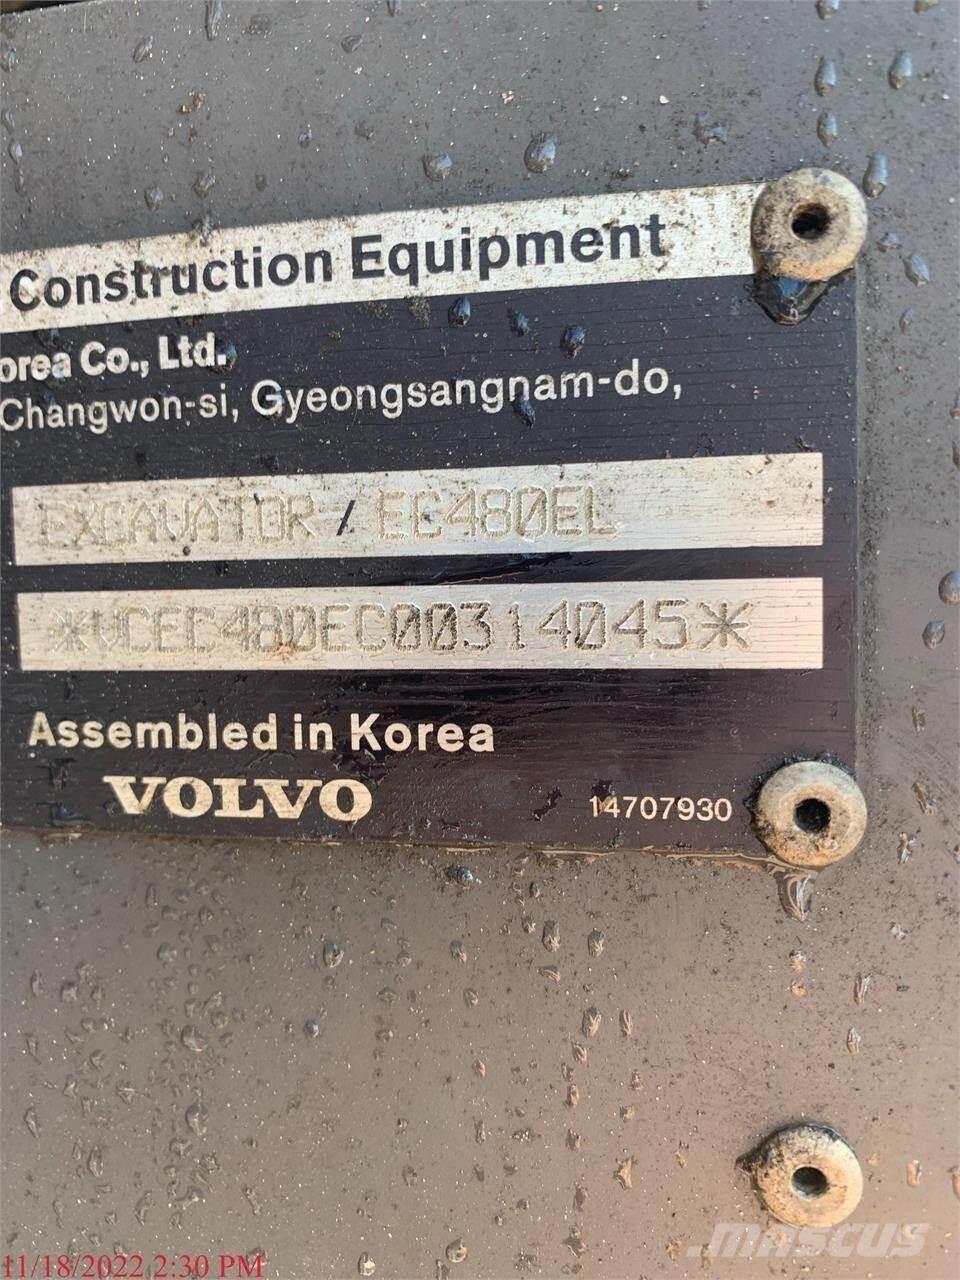 Construction Equipment
orea Co., Ltd.
Changwon-si, Gyeongsangnam-do,
EXCAVATOR / EC480EL
*VCEC480EC00314045*
Assembled in Korea
VOLVO
14707930
11/18/2022 2:30 PM
MASCUS